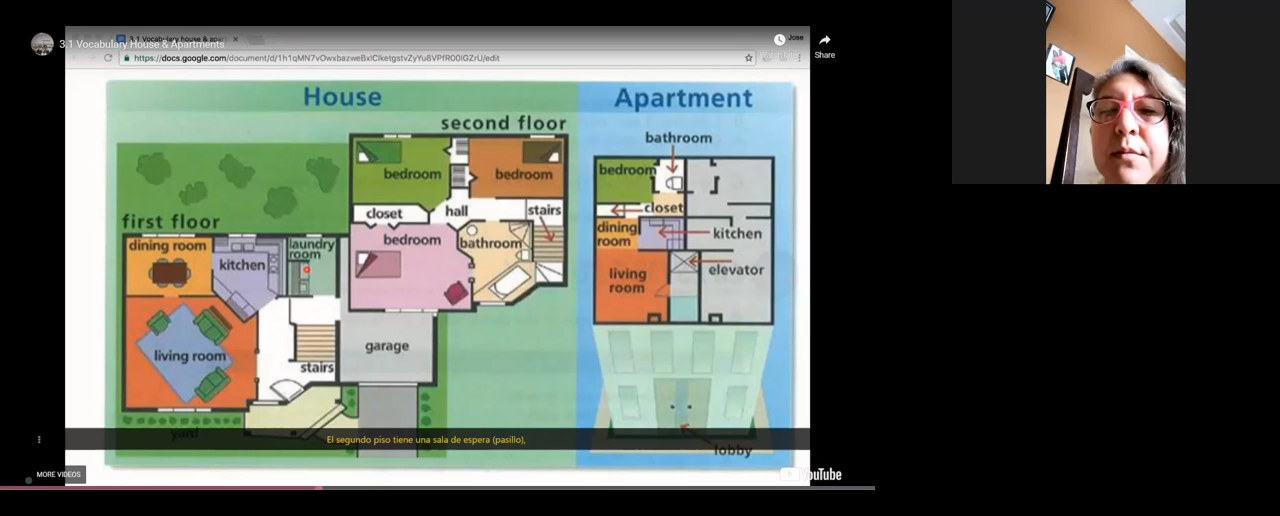 3.1 Vocabulary House & Apartments
Jose
Share
https://docs.google.com/document/d/1h1qMN7vOwxbazweBxlClketgstvZyYu8VPfR00lGZrU/edit
House
Apartment
second floor
bathroom
bedroom
bedroom
bedroom
closet
hall
stairs
closet
first floor
dining room
kitchen
laundry
room
bedroom
bathroom
dining
room
kitchen
living
room
elevator
living room
garage
stairs
yard
El segundo piso tiene una sala de espera (pasillo),
lobby
MORE VIDEOS
YouTube